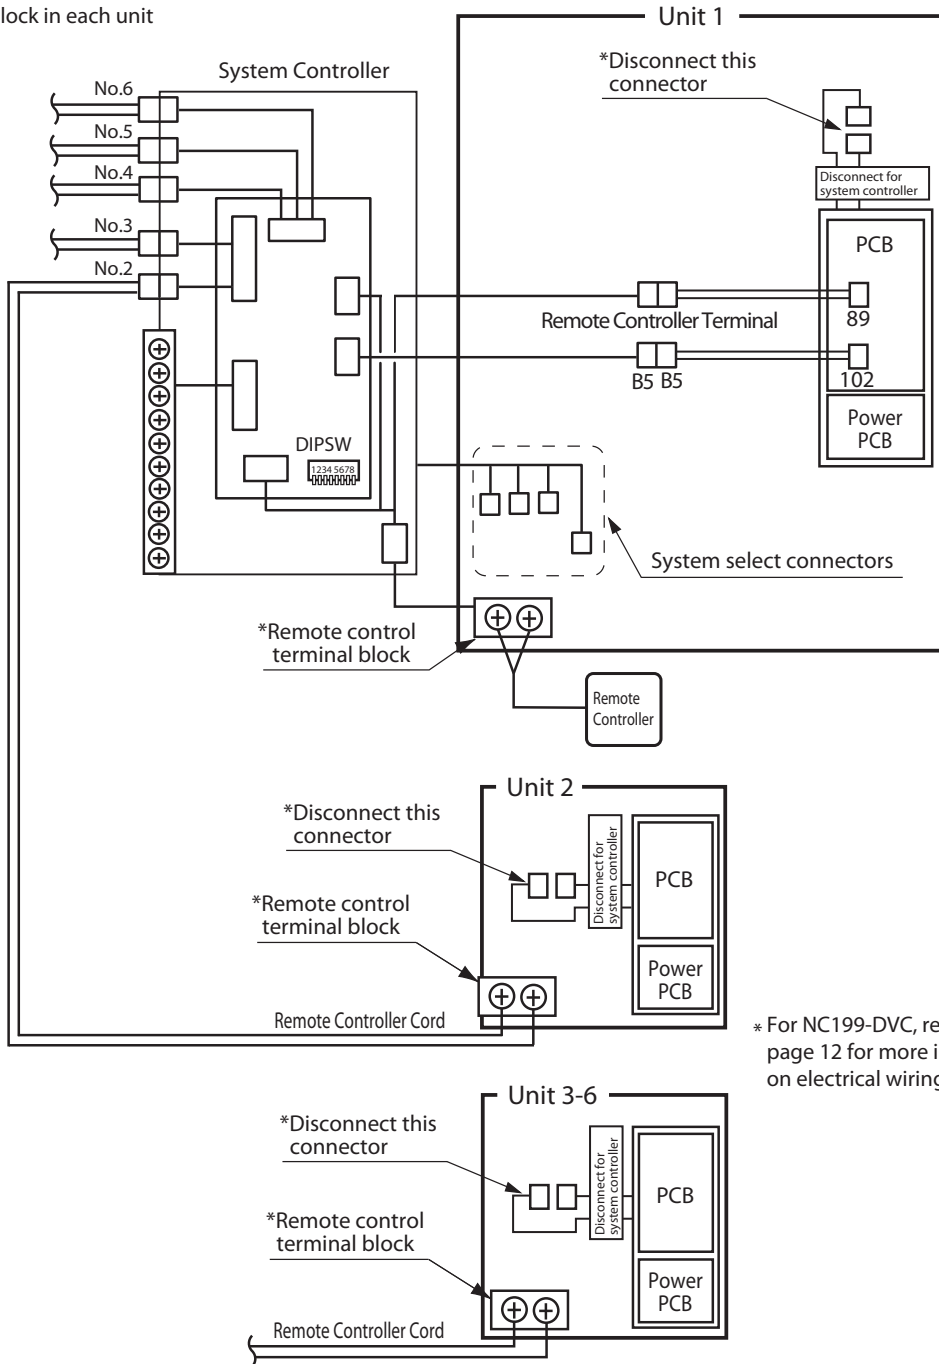 lock in each unit
Unit 1
*Disconnect this
connector
System Controller
No.6
No.5
No.4
No.3
No.2
Disconnect for
system controller
PCB
89
Remote Controller Terminal
102
B5 B5
Power
PCB
DIPSW
1234 5678
System select connectors
*Remote control
terminal block
Remote
Controller
Unit 2
*Disconnect this
connector
Disconnect for
system controller
PCB
*Remote control
terminal block
Power
PCB
Remote Controller Cord
* For NC199-DVC, re
page 12 for more i
on electrical wiring
Unit 3-6
*Disconnect this
connector
Disconnect for
system controller
PCB
*Remote control
terminal block
Power
PCB
Remote Controller Cord